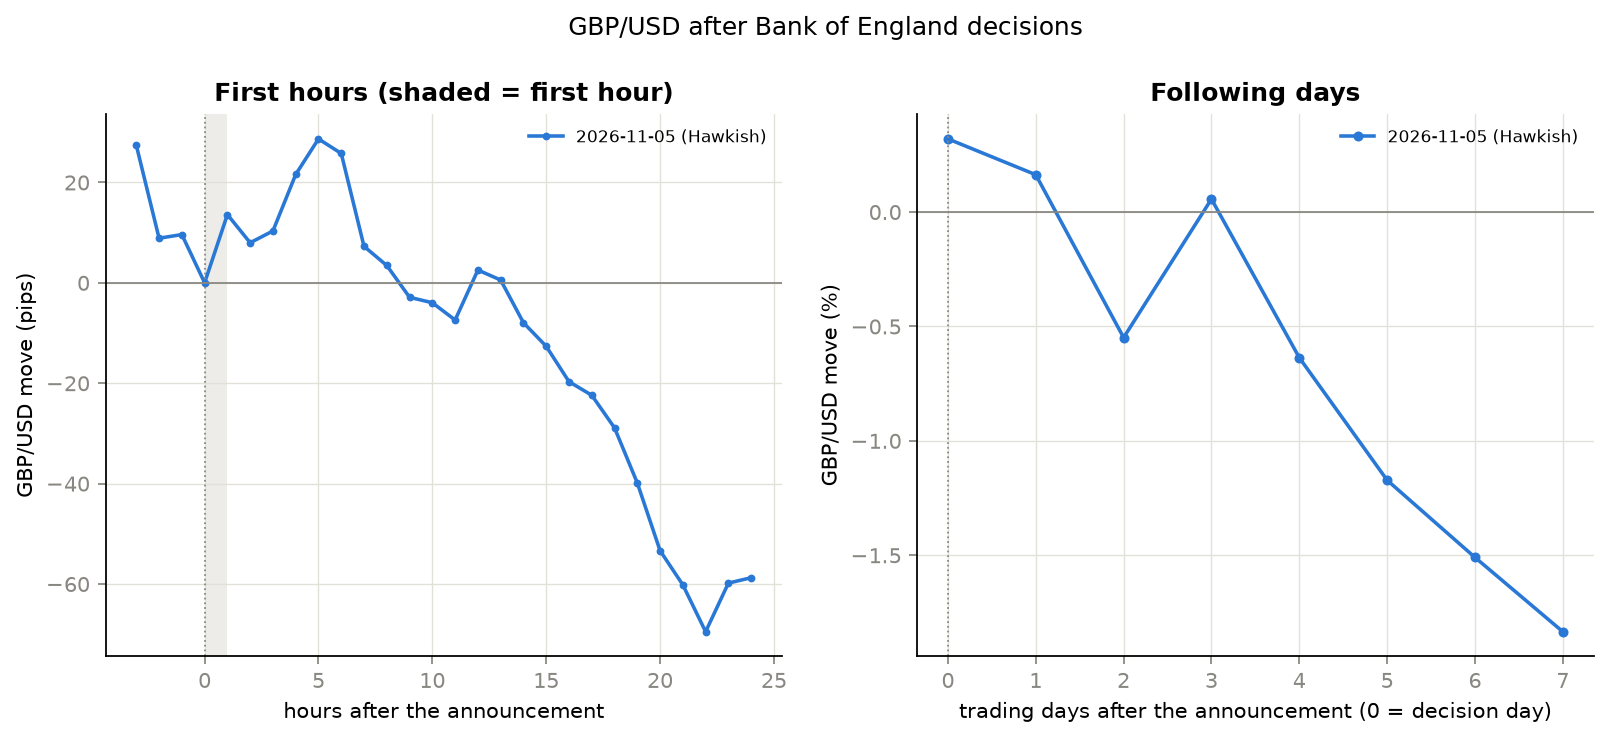 GBP/USD after Bank of England decisions
First hours (shaded = first hour)
2026-11-05 (Hawkish)
GBP/USD move (pips)
20
0
−20
−40
−60
0
5
10
15
20
25
hours after the announcement
Following days
2026-11-05 (Hawkish)
GBP/USD move (%)
0.0
−0.5
−1.0
−1.5
0
1
2
3
4
5
6
7
trading days after the announcement (0 = decision day)